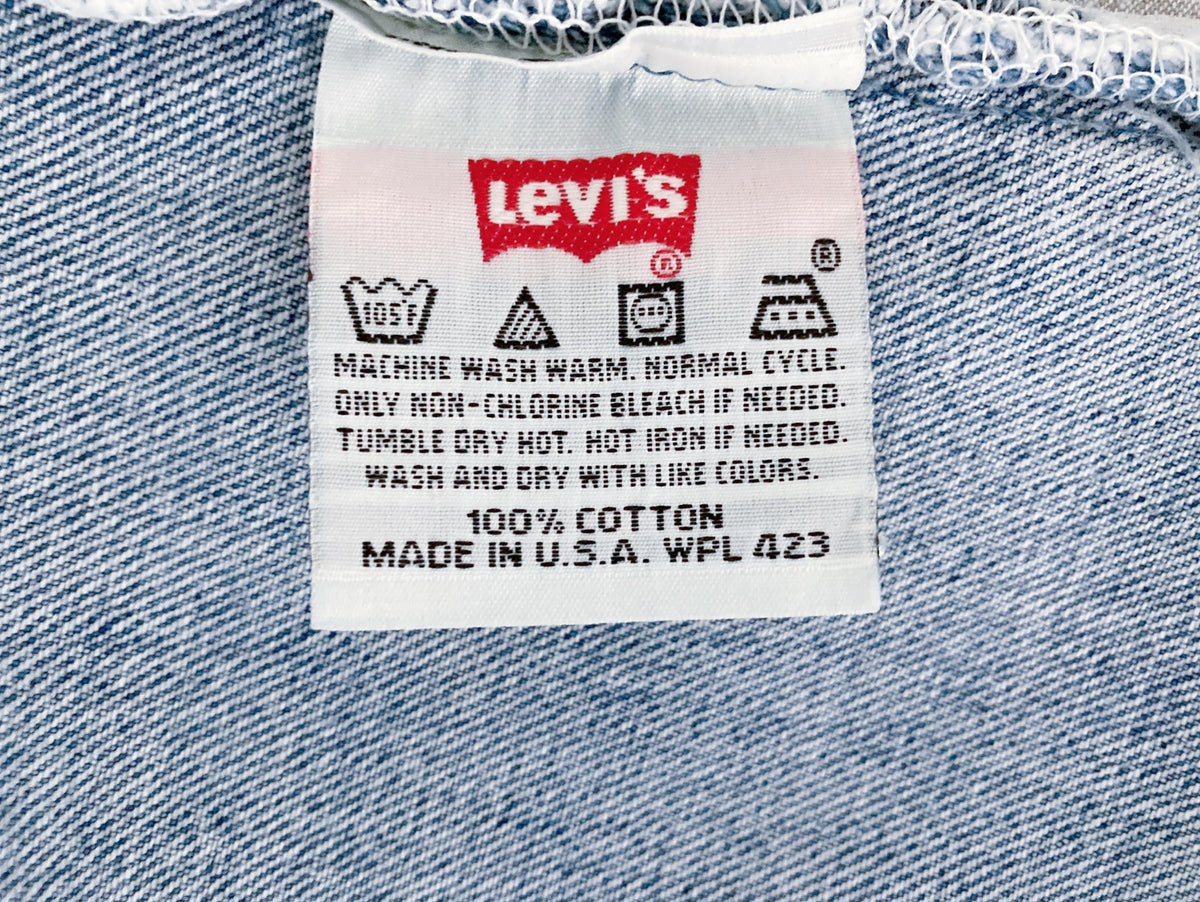 Levi's
®
®
105°F
MACHINE WASH WARM. NORMAL CYCLE.
ONLY NON-CHLORINE BLEACH IF NEEDED.
TUMBLE DRY HOT. HOT IRON IF NEEDED.
WASH AND DRY WITH LIKE COLORS.
100% COTTON
MADE IN U.S.A. WPL 423